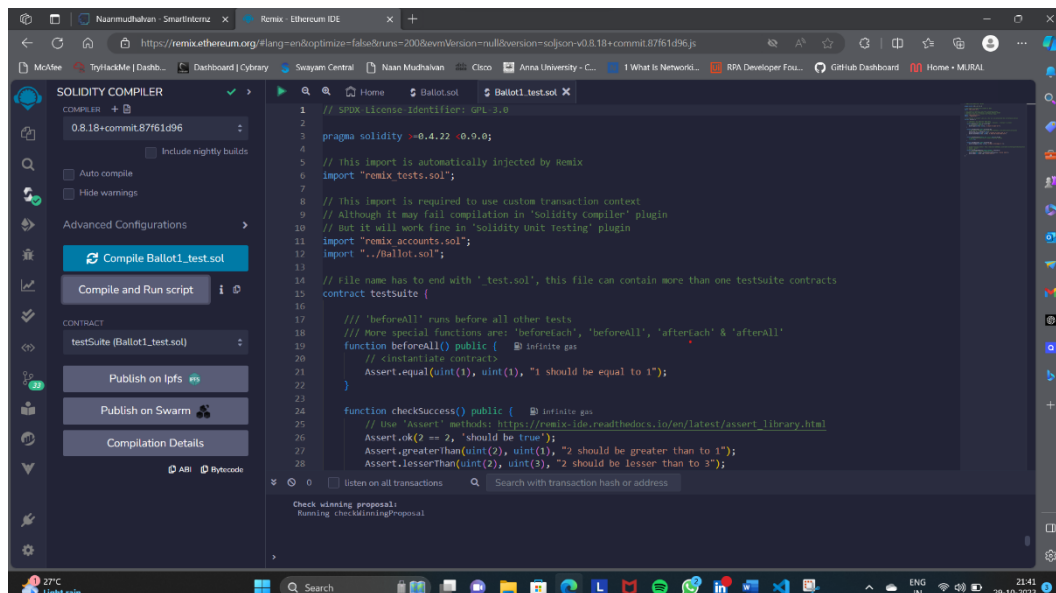 Naanmudhalvan - SmartInternz
Remix - Ethereum IDE
https://remix.ethereum.org/#lang=en&optimize=false&runs=200&evmVersion=null&version=soljson-v0.8.18+commit.87f61d96.js
McAfee
TryHackMe | Dashb...
Dashboard | Cybrary
Swayam Central
Naan Mudhalvan
Cisco
Anna University - C...
1 What Is Networki...
RPA Developer Fou...
GitHub Dashboard
Home • MURAL
SOLIDITY COMPILER
COMPILER
0.8.18+commit.87f61d96
Include nightly builds
Auto compile
Hide warnings
Advanced Configurations
Compile Ballot1_test.sol
Compile and Run script
i
CONTRACT
testSuite (Ballot1_test.sol)
Publish on Ipfs
Publish on Swarm
Compilation Details
ABI
Bytecode
33
Home
Ballot.sol
Ballot1_test.sol
1 // SPDX-License-Identifier: GPL-3.0
2
3 pragma solidity >=0.4.22 <0.9.0;
4
5 // This import is automatically injected by Remix
6 import "remix_tests.sol";
7
8 // This import is required to use custom transaction context
9 // Although it may fail compilation in 'Solidity Compiler' plugin
10 // But it will work fine in 'Solidity Unit Testing' plugin
11 import "remix_accounts.sol";
12 import "../Ballot.sol";
13
14 // File name has to end with '_test.sol', this file can contain more than one testSuite contracts
15 contract testSuite {
16
17 /// 'beforeAll' runs before all other tests
18 /// More special functions are: 'beforeEach', 'beforeAll', 'afterEach' & 'afterAll'
19 function beforeAll() public { infinite gas
20 // <instantiate contract>
21 Assert.equal(uint(1), uint(1), "1 should be equal to 1");
22 }
23
24 function checkSuccess() public { infinite gas
25 // Use 'Assert' methods: https://remix-ide.readthedocs.io/en/latest/assert_library.html
26 Assert.ok(2 == 2, 'should be true');
27 Assert.greaterThan(uint(2), uint(1), "2 should be greater than to 1");
28 Assert.lesserThan(uint(2), uint(3), "2 should be lesser than to 3");
0
listen on all transactions
Search with transaction hash or address
Check winning proposal:
Running checkWinningProposal
>
1
27°C
Light rain
Search
2
ENG
IN
21:41
29-10-2023